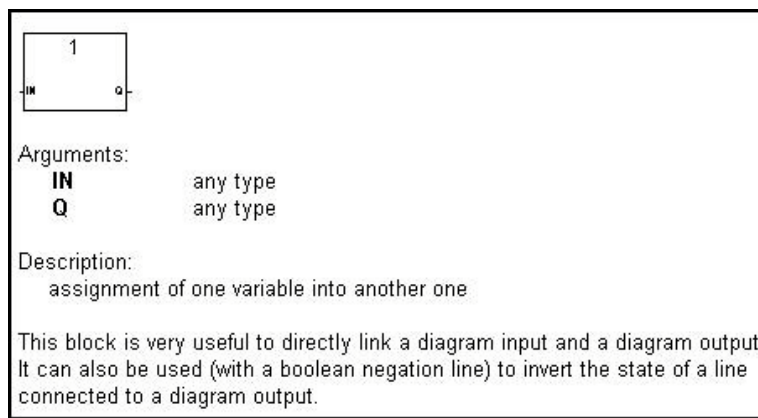 1
IN Q
Arguments:
IN any type
Q any type
Description:
assignment of one variable into another one
This block is very useful to directly link a diagram input and a diagram output
It can also be used (with a boolean negation line) to invert the state of a line
connected to a diagram output.